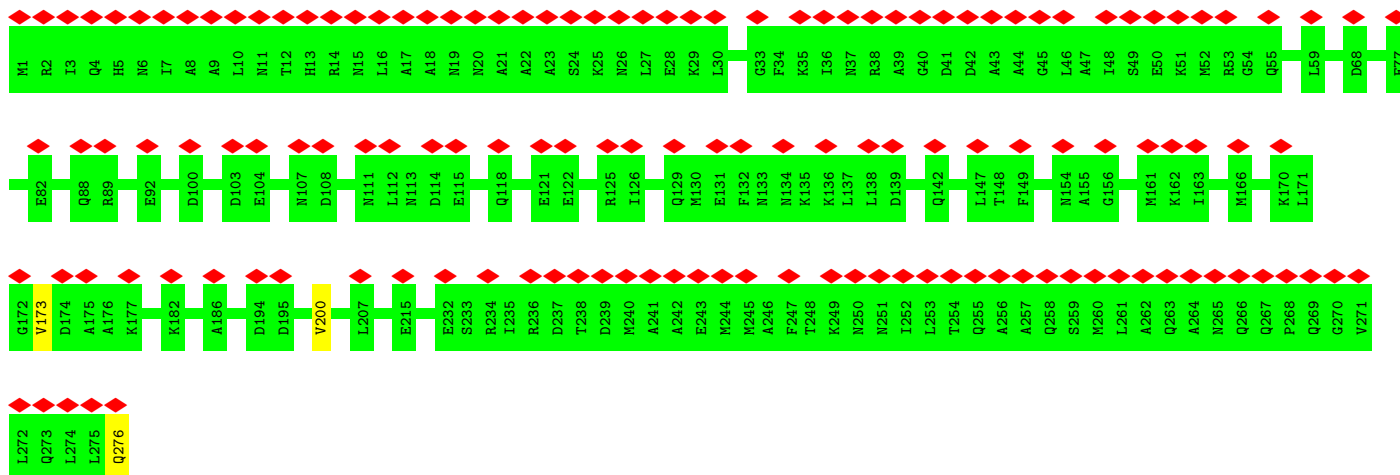 M1 R2 I3 Q4 H5 N6 I7 A8 A9 L10 N11 T12 H13 R14 N15 L16 A17 A18 N19 N20 A21 A22 A23 S24 K25 N26 L27 E28 K29 L30 G33 F34 K35 I36 N37 R38 A39 G40 D41 D42 A43 A44 G45 L46 A47 I48 S49 E50 K51 M52 R53 G54 Q55 L59 D68 E77
E82 Q88 R89 E92 D100 D103 E104 N107 D108 N111 L112 N113 D114 E115 Q118 E121 E122 R125 I126 Q129 M130 E131 F132 N133 N134 K135 K136 L137 L138 D139 Q142 L147 T148 F149 N154 A155 G156 M161 K162 I163 M166 K170 L171
G172 V173 D174 A175 A176 K177 K182 A186 D194 D195 V200 L207 E215 E232 S233 R234 I235 R236 D237 T238 D239 M240 A241 A242 E243 M244 M245 A246 F247 T248 K249 N250 N251 I252 L253 T254 Q255 A256 A257 Q258 S259 M260 L261 A262 Q263 A264 N265 Q266 Q267 P268 Q269 G270 V271
L272 Q273 L274 L275 Q276